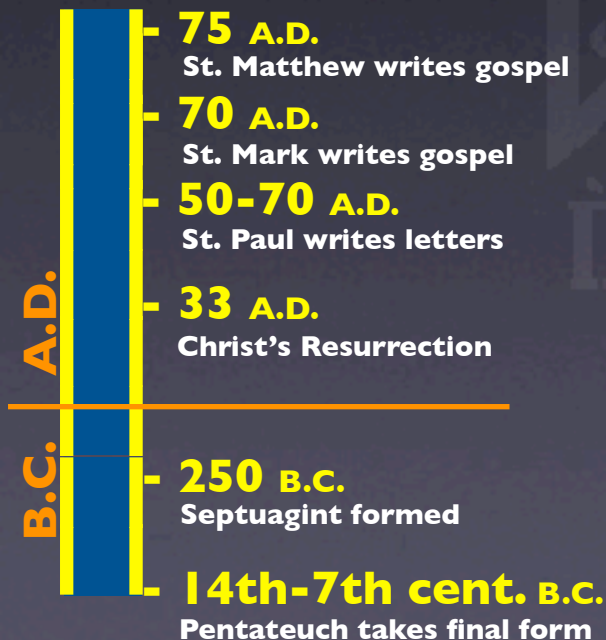 75 A.D.
St. Matthew writes gospel
70 A.D.
St. Mark writes gospel
50-70 A.D.
St. Paul writes letters
33 A.D.
Christ's Resurrection
A.D.
B.C.
250 B.C.
Septuagint formed
14th-7th cent. B.C.
Pentateuch takes final form